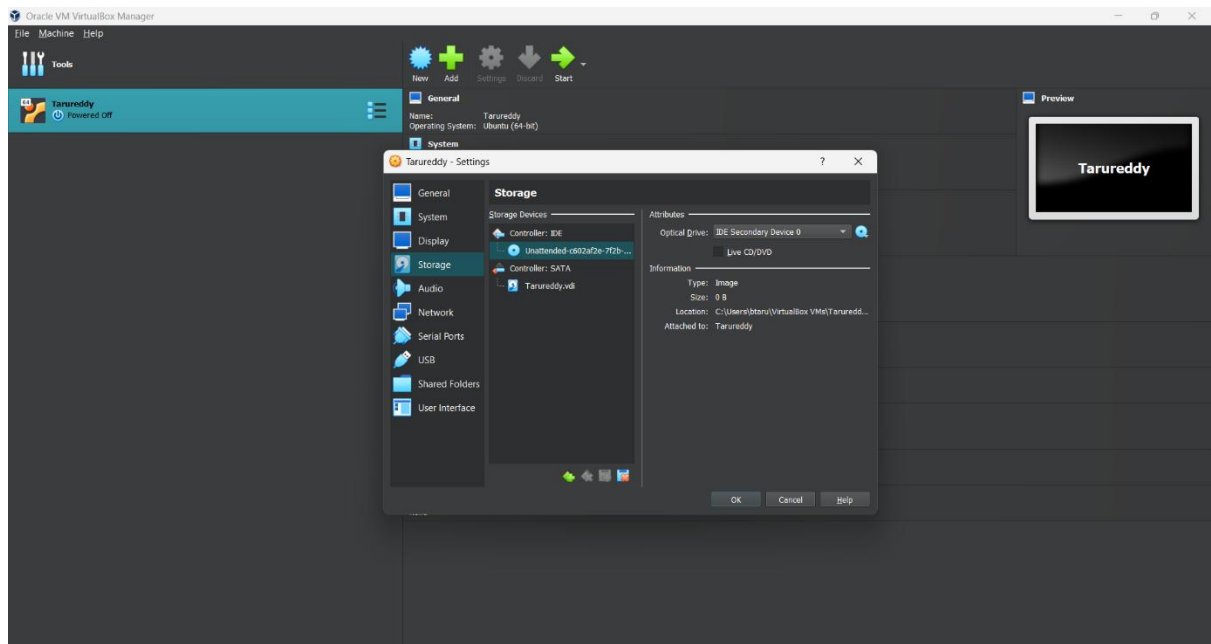 Oracle VM VirtualBox Manager
File Machine Help
Tools
New Add Settings Discard Start
64
Tarureddy
Powered Off
General
Name: Tarureddy
Operating System: Ubuntu (64-bit)
System
Preview
Tarureddy
Tarureddy - Settings
? X
General
System
Display
Storage
Audio
Network
Serial Ports
USB
Shared Folders
User Interface
Storage
Storage Devices
Controller: IDE
Unattended-c602af2e-7f2b-...
Controller: SATA
Tarureddy.vdi
Attributes
Optical Drive: IDE Secondary Device 0
Live CD/DVD
Information
Type: Image
Size: 0 B
Location: C:\Users\btaru\VirtualBox VMs\Taruredd...
Attached to: Tarureddy
OK Cancel Help